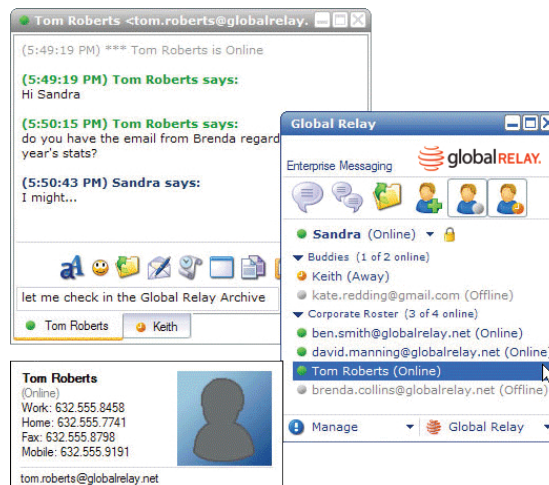 Tom Roberts <tom.roberts@globalrelay.
(5:49:19 PM) *** Tom Roberts is Online
(5:49:19 PM) Tom Roberts says:
Hi Sandra
(5:50:15 PM) Tom Roberts says:
do you have the email from Brenda regard
year's stats?
(5:50:43 PM) Sandra says:
I might...
let me check in the Global Relay Archive
Tom Roberts
Keith
Global Relay
Enterprise Messaging
globalRELAY.
Sandra (Online)
Buddies (1 of 2 online)
Keith (Away)
kate.redding@gmail.com (Offline)
Corporate Roster (3 of 4 online)
ben.smith@globalrelay.net (Online)
david.manning@globalrelay.net (Online)
Tom Roberts (Online)
brenda.collins@globalrelay.net (Offline)
Manage
Global Relay
Tom Roberts
(Online)
Work: 632.555.8458
Home: 632.555.7741
Fax: 632.555.8798
Mobile: 632.555.9191
tom.roberts@globalrelay.net